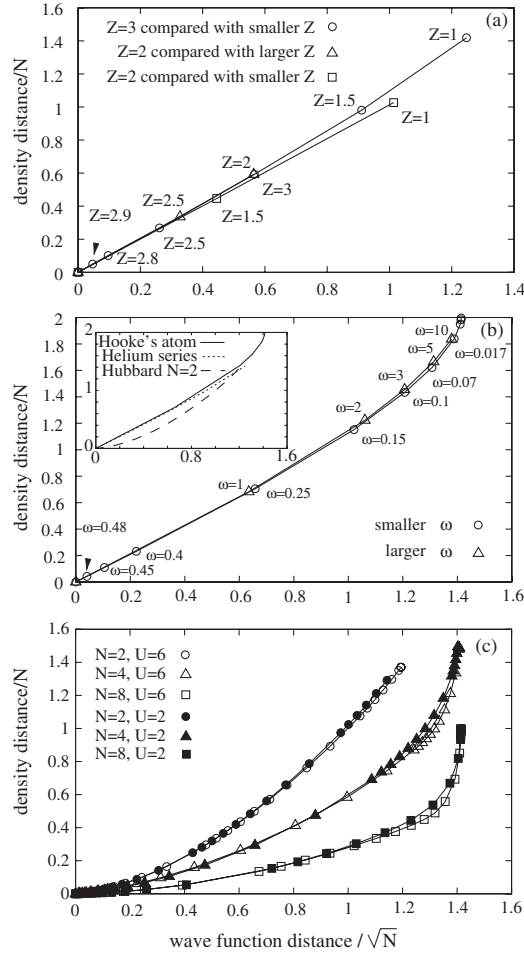 (a)
Z=3 compared with smaller Z
Z=2 compared with larger Z
Z=2 compared with smaller Z
Z=1
Z=1.5
Z=1
Z=2
Z=3
Z=2.5
Z=1.5
Z=2.9
Z=2.5
Z=2.8
density distance/N
1.6
1.4
1.2
1
0.8
0.6
0.4
0.2
0
0 0.2 0.4 0.6 0.8 1 1.2 1.4
(b)
Hooke's atom
Helium series
Hubbard N=2
2
1
0
0 0.8 1.6
ω=10
ω=5
ω=0.017
ω=3
ω=0.07
ω=0.1
ω=2
ω=0.15
ω=1
ω=0.25
ω=0.48
ω=0.4
ω=0.45
smaller ω
larger ω
density distance/N
2
1.8
1.6
1.4
1.2
1
0.8
0.6
0.4
0.2
0
0 0.2 0.4 0.6 0.8 1 1.2 1.4 1.6
(c)
N=2, U=6
N=4, U=6
N=8, U=6
N=2, U=2
N=4, U=2
N=8, U=2
density distance/N
1.6
1.4
1.2
1
0.8
0.6
0.4
0.2
0
0 0.2 0.4 0.6 0.8 1 1.2 1.4 1.6
wave function distance / √N